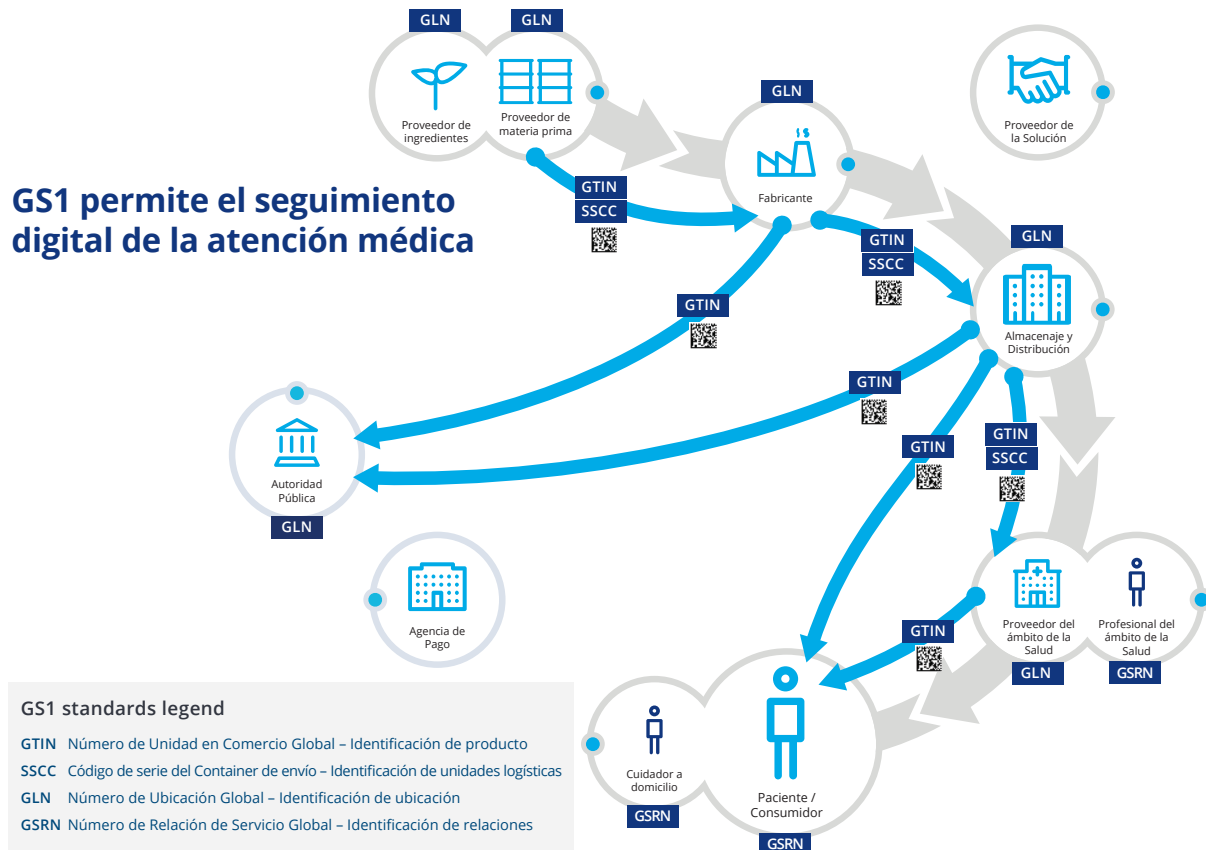 GLN
GLN
Proveedor de
ingredientes
Proveedor de
materia prima
GLN
Fabricante
Proveedor de
la Solución
GS1 permite el seguimiento
digital de la atención médica
GTIN
SSCC
GTIN
SSCC
GLN
Almacenaje y
Distribución
GTIN
GTIN
GTIN
GTIN
SSCC
Autoridad
Pública
GLN
Agencia de
Pago
GTIN
Proveedor del
ámbito de la
Salud
GLN
Profesional del
ámbito de la
Salud
GSRN
Cuidador a
domicilio
GSRN
Paciente /
Consumidor
GSRN
GS1 standards legend
GTIN Número de Unidad en Comercio Global – Identificación de producto
SSCC Código de serie del Container de envío – Identificación de unidades logísticas
GLN Número de Ubicación Global – Identificación de ubicación
GSRN Número de Relación de Servicio Global – Identificación de relaciones